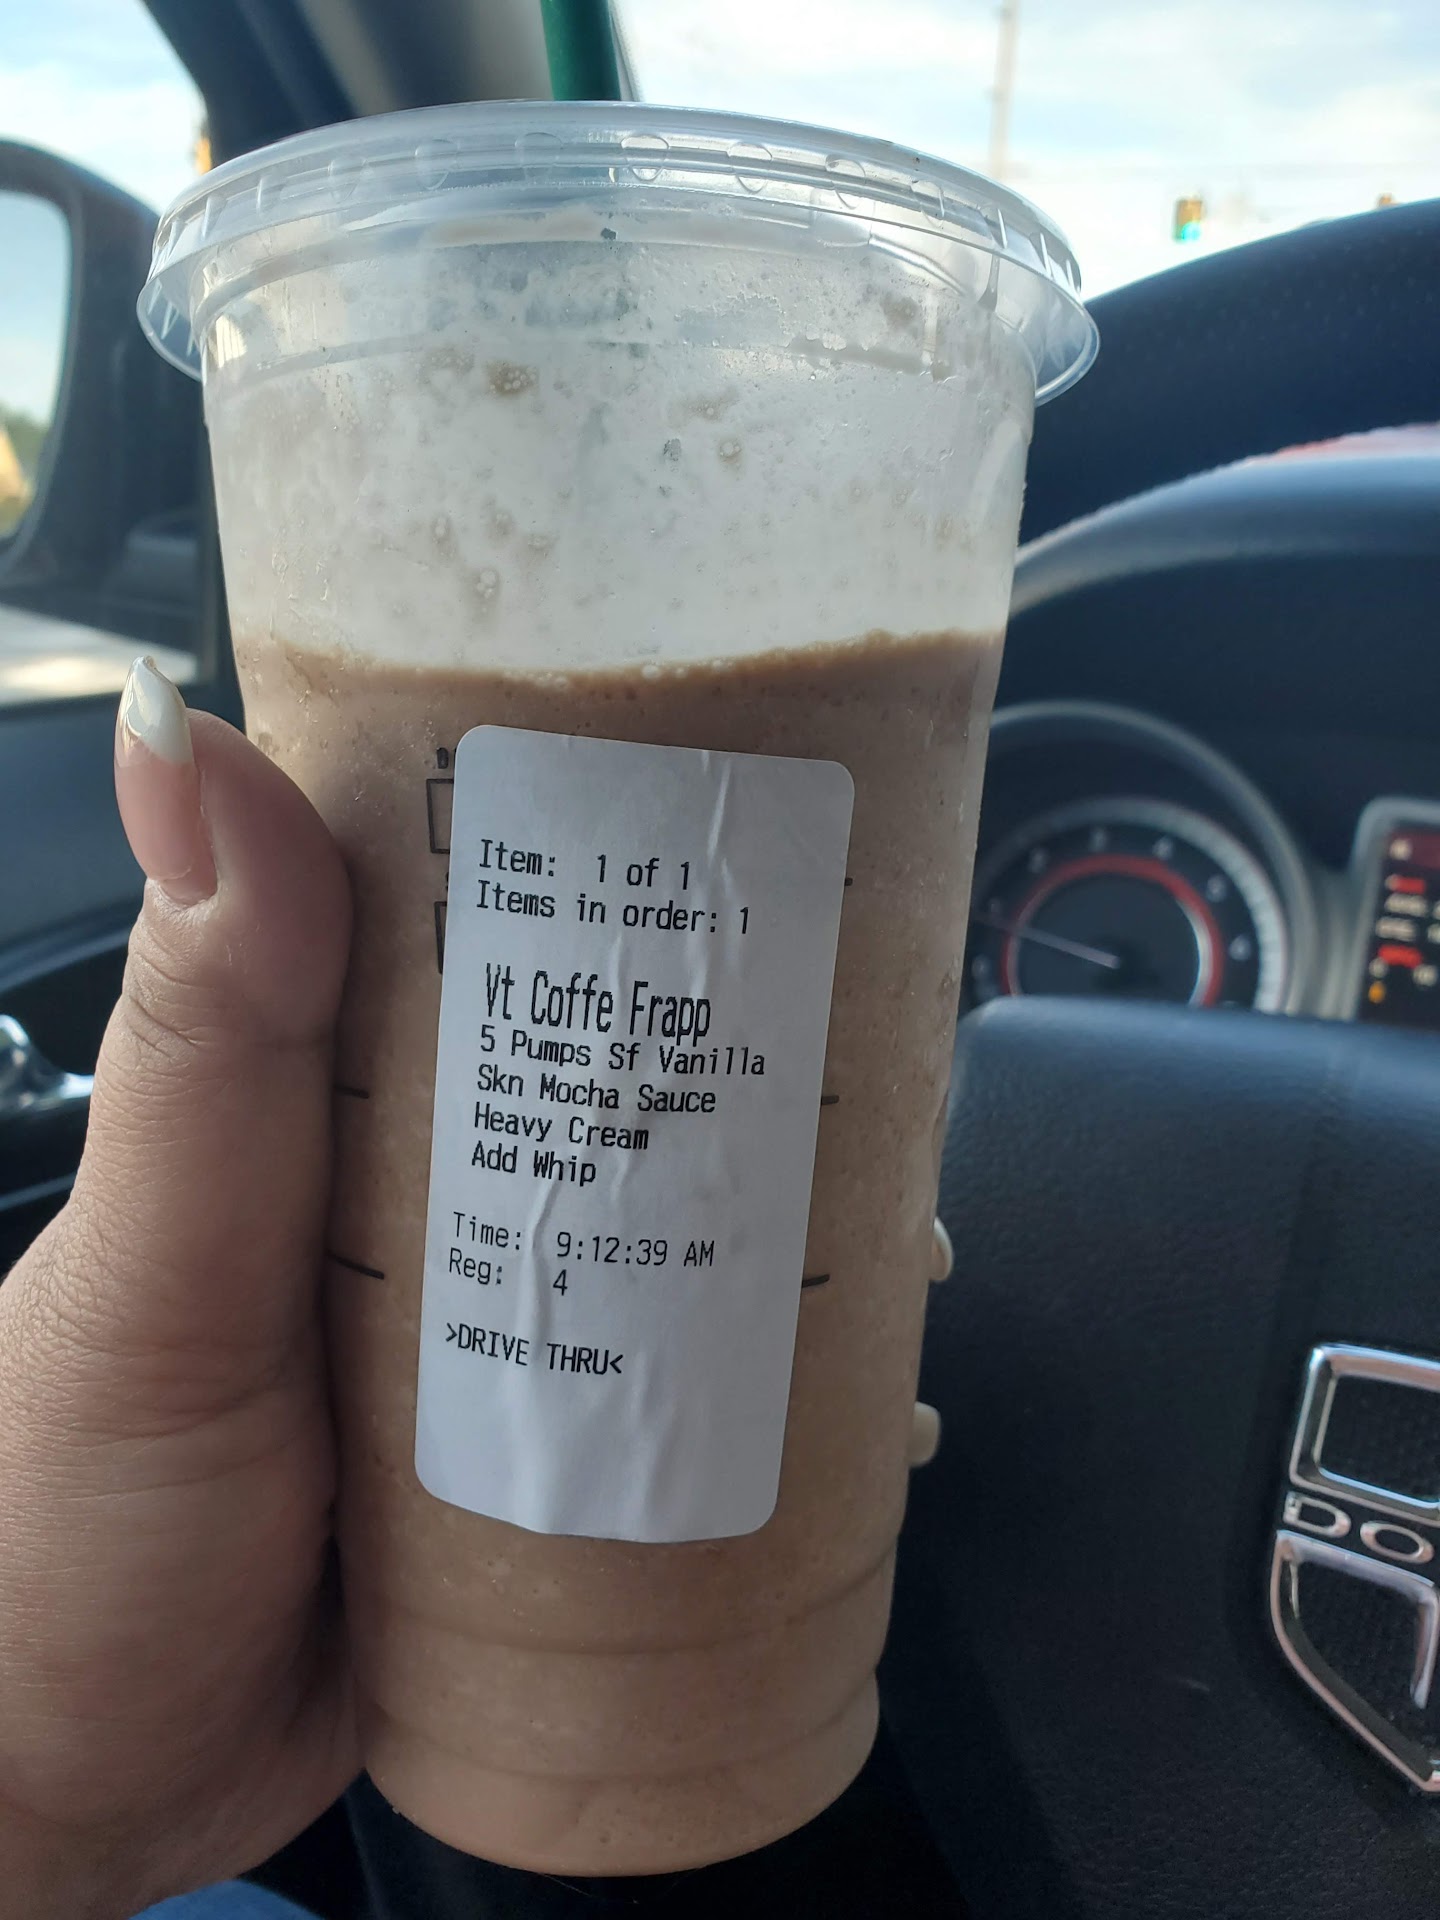 Item: 1 of 1
Items in order: 1
Vt Coffe Frapp
5 Pumps Sf Vanilla
Skn Mocha Sauce
Heavy Cream
Add Whip
Time: 9:12:39 AM
Reg: 4
>DRIVE THRU<
DO